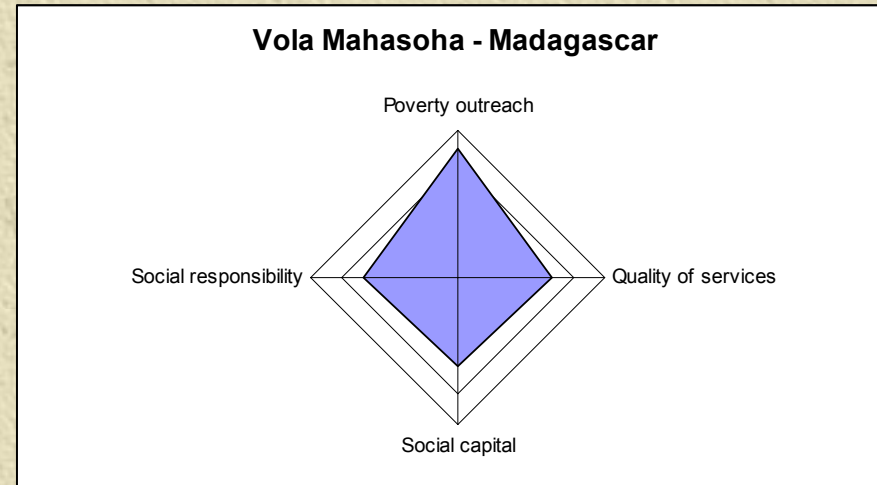 Vola Mahasoha - Madagascar
Poverty outreach
Social responsibility
Quality of services
Social capital